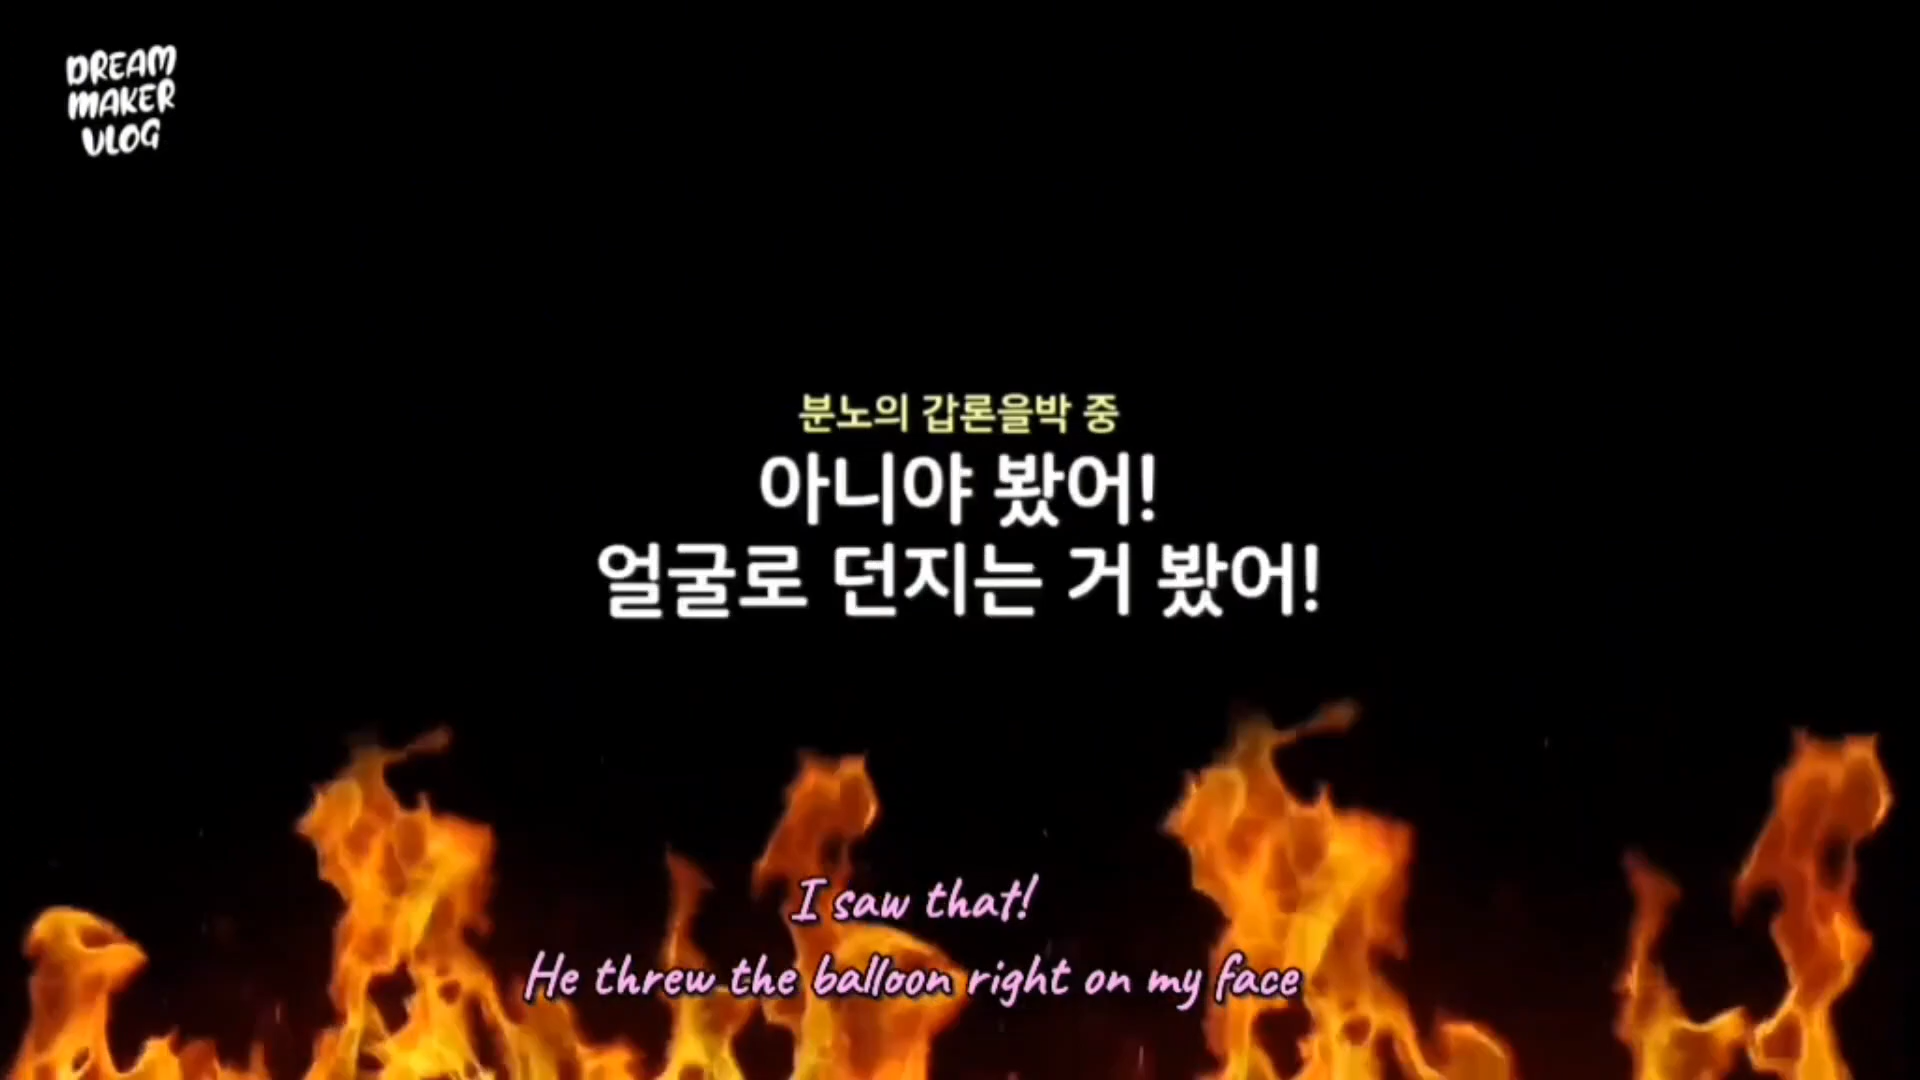 DREAM
MAKER
VLOG
분노의 갑론을박 중
아니야 봤어!
얼굴로 던지는 거 봤어!
I saw that!
He threw the balloon right on my face